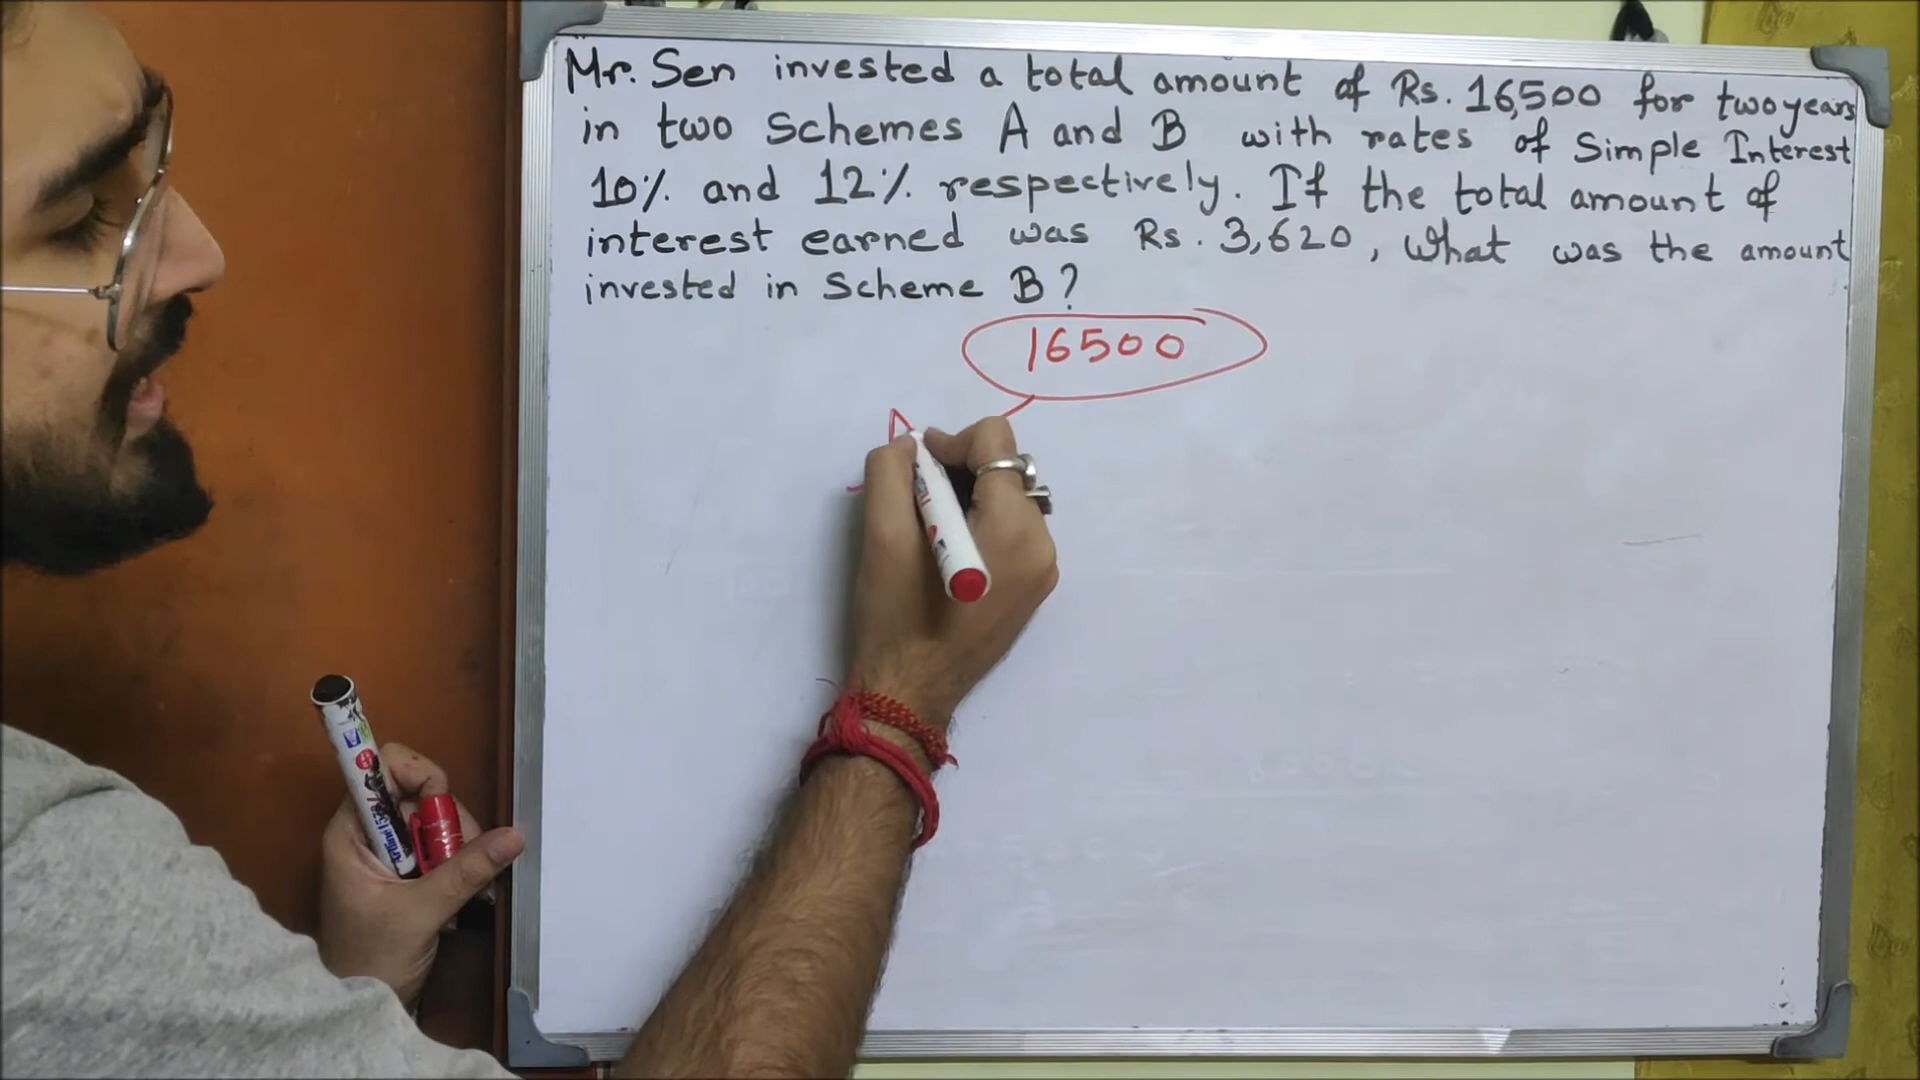 Mr. Sen invested a total amount of Rs. 16,500 for two years
in two Schemes A and B with rates of Simple Interest
10% and 12% respectively. If the total amount of
interest earned was Rs. 3,620, What was the amount
invested in Scheme B?
16500
A
Artline